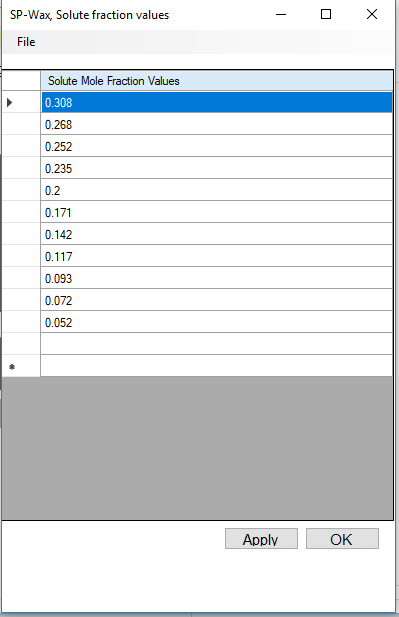 SP-Wax, Solute fraction values
File
Solute Mole Fraction Values
0.308
0.268
0.252
0.235
0.2
0.171
0.142
0.117
0.093
0.072
0.052
Apply OK